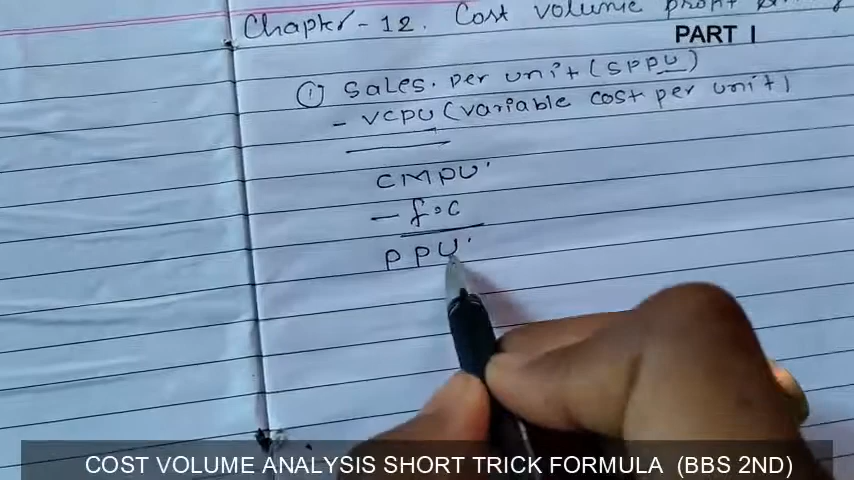 Chapter - 12. Cost volume profit
PART I
① Sales. per unit (SPPU)
- VCPU (variable cost per unit)
CMPU'
- f.c
PPU'
COST VOLUME ANALYSIS SHORT TRICK FORMULA (BBS 2ND)